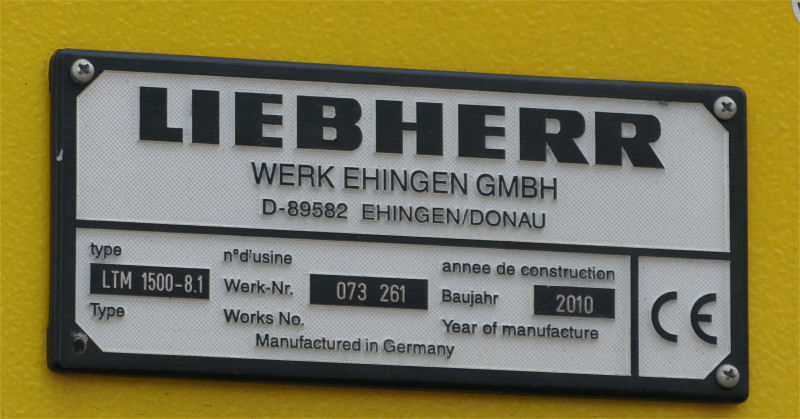 LIEBHERR
WERK EHINGEN GMBH
D-89582 EHINGEN/DONAU
type n°d'usine annee de construction
LTM 1500-8.1 Werk-Nr. 073 261 Baujahr 2010
Type Works No. Year of manufacture
Manufactured in Germany
CE